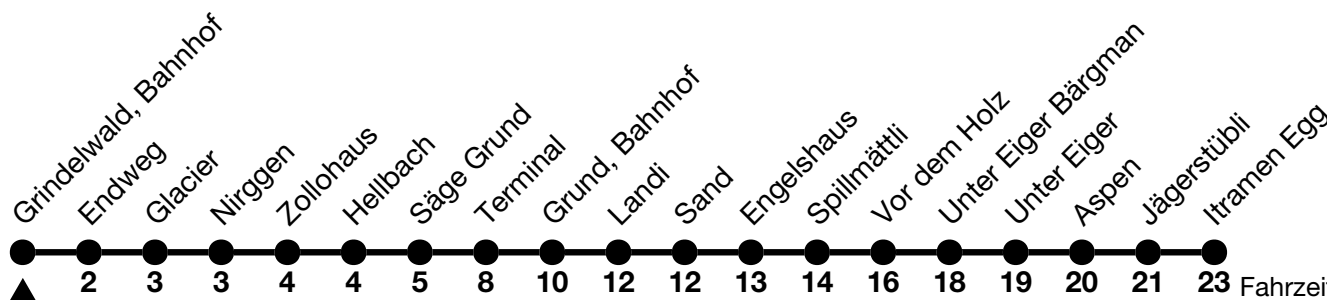 Grindelwald, Bahnhof
Endweg
Glacier
Nirggen
Zollohaus
Hellbach
Säge Grund
Terminal
Grund, Bahnhof
Landi
Sand
Engelshaus
Spillmättli
Vor dem Holz
Unter Eiger Bärgman
Unter Eiger
Aspen
Jägerstübli
Itramen Egg
2 3 3 4 4 5 8 10 12 12 13 14 16 18 19 20 21 23 Fahrzeit